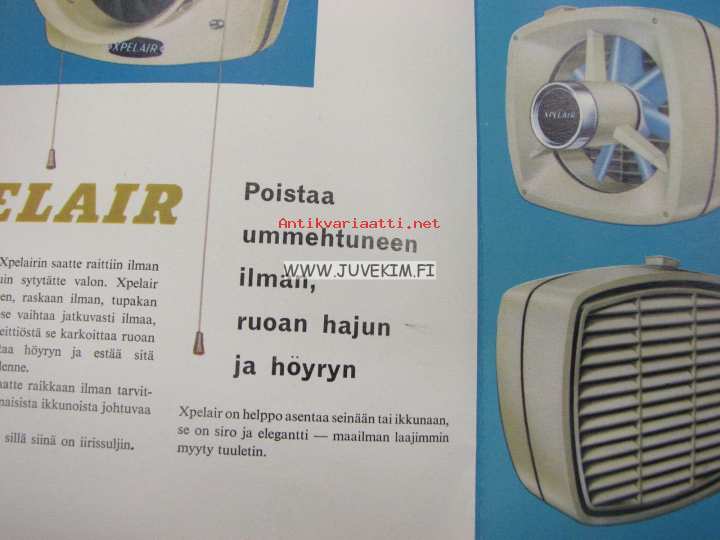 XPELAIR
XPELAIR
ELAIR
Xpelairin saatte raittiin ilman
uin sytytätte valon. Xpelair
en, raskaan ilman, tupakan
se vaihtaa jatkuvasti ilmaa,
eittiöstä se karkoittaa ruoan
taa höyryn ja estää sitä
lenne.
aatte raikkaan ilman tarvit-
naisista ikkunoista johtuvaa
sillä siinä on iirissuljin.
Poistaa
Antikvariaatti.net
ummehtuneen
WWW.JUVEKIM.FI
ilman,
ruoan hajun
ja höyryn
Xpelair on helppo asentaa seinään tai ikkunaan,
se on siro ja elegantti — maailman laajimmin
myyty tuuletin.